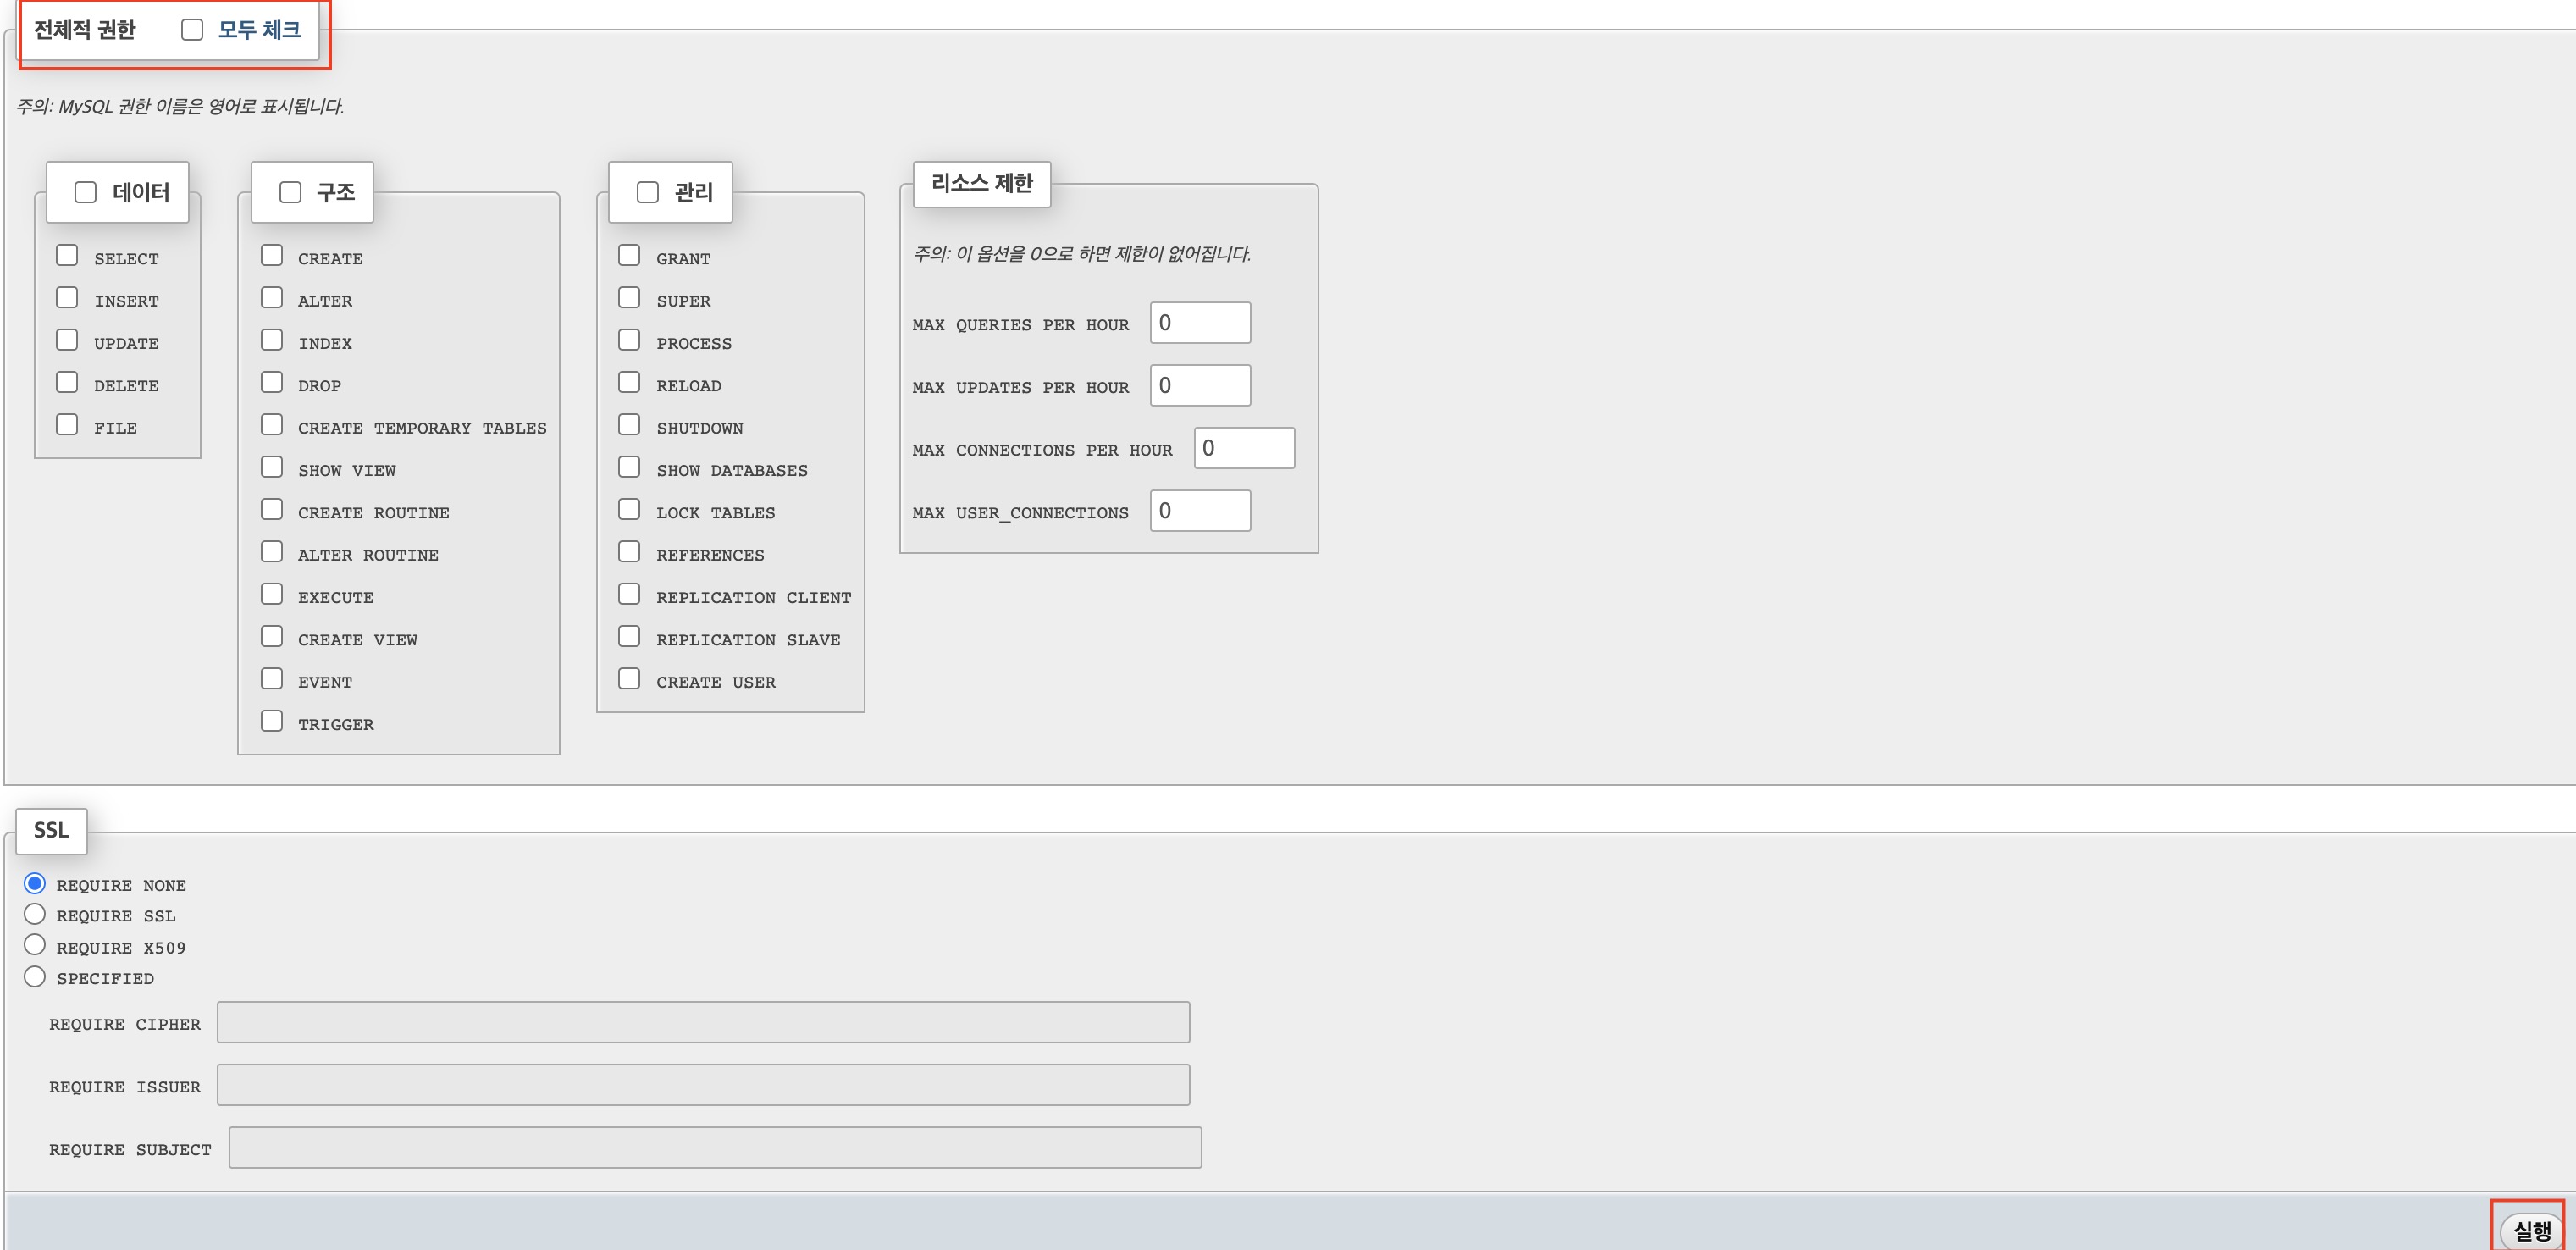 전체적 권한 모두 체크
주의: MySQL 권한 이름은 영어로 표시됩니다.
데이터
SELECT
INSERT
UPDATE
DELETE
FILE
구조
CREATE
ALTER
INDEX
DROP
CREATE TEMPORARY TABLES
SHOW VIEW
CREATE ROUTINE
ALTER ROUTINE
EXECUTE
CREATE VIEW
EVENT
TRIGGER
관리
GRANT
SUPER
PROCESS
RELOAD
SHUTDOWN
SHOW DATABASES
LOCK TABLES
REFERENCES
REPLICATION CLIENT
REPLICATION SLAVE
CREATE USER
리소스 제한
주의: 이 옵션을 0으로 하면 제한이 없어집니다.
MAX QUERIES PER HOUR 0
MAX UPDATES PER HOUR 0
MAX CONNECTIONS PER HOUR 0
MAX USER_CONNECTIONS 0
SSL
REQUIRE NONE
REQUIRE SSL
REQUIRE X509
SPECIFIED
REQUIRE CIPHER
REQUIRE ISSUER
REQUIRE SUBJECT
실행